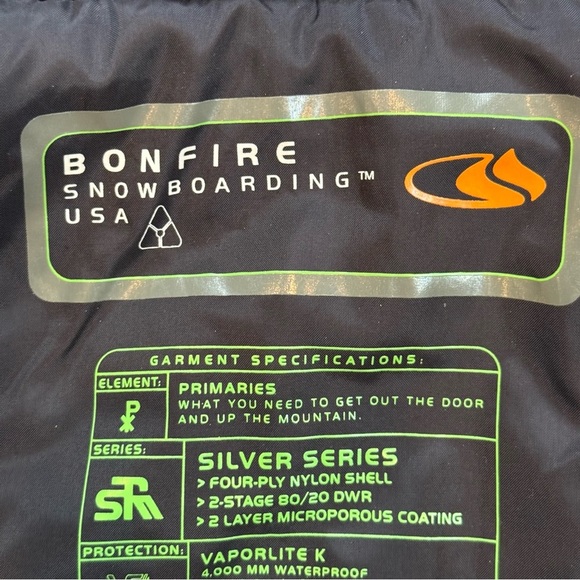 BONFIRE
SNOWBOARDING™
USA
GARMENT SPECIFICATIONS:
ELEMENT:
PRIMARIES
WHAT YOU NEED TO GET OUT THE DOOR
AND UP THE MOUNTAIN.
SERIES:
SILVER SERIES
> FOUR-PLY NYLON SHELL
> 2-STAGE 80/20 DWR
> 2 LAYER MICROPOROUS COATING
PROTECTION:
VAPORLITE K
4,000 MM WATERPROOF